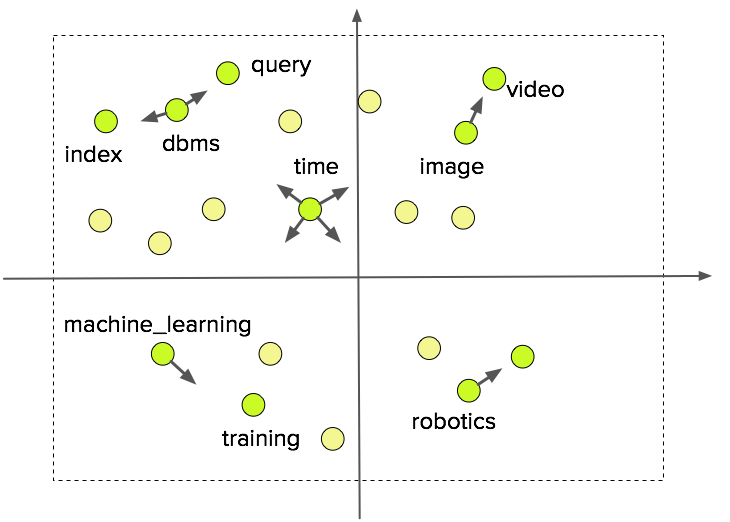 query
video
index
dbms
time
image
machine_learning
training
robotics